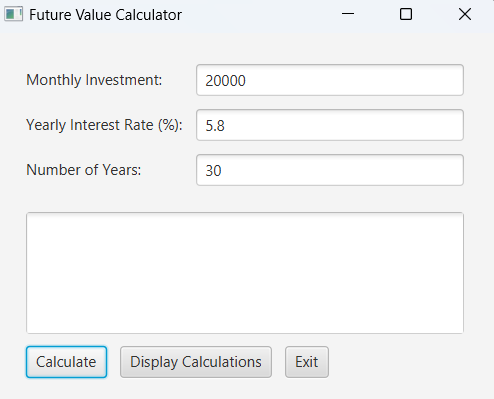 Future Value Calculator
Monthly Investment: 20000
Yearly Interest Rate (%): 5.8
Number of Years: 30
Calculate Display Calculations Exit